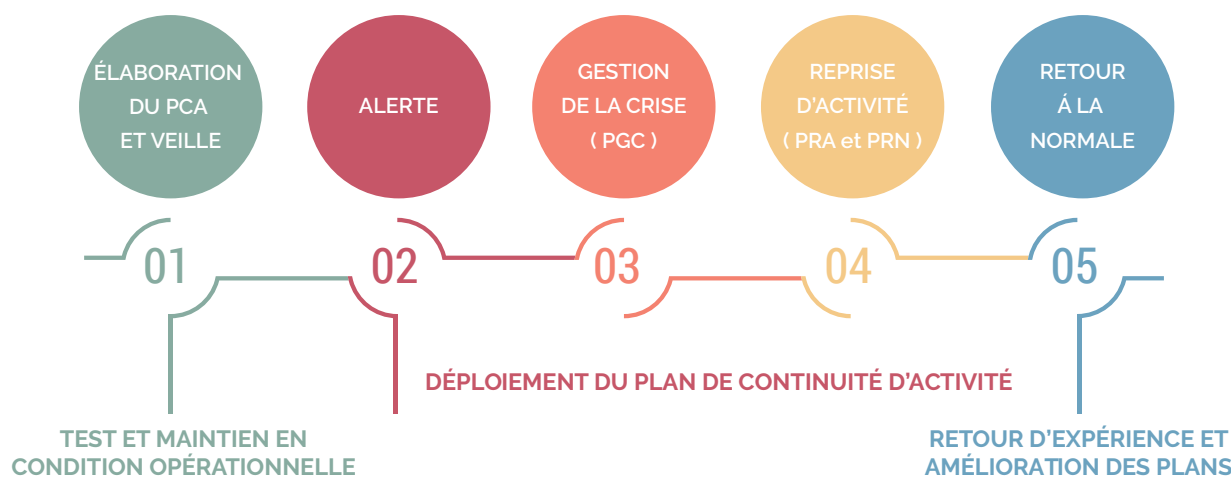 ÉLABORATION
DU PCA
ET VEILLE
ALERTE
GESTION
DE LA CRISE
( PGC )
REPRISE
D'ACTIVITÉ
( PRA et PRN )
RETOUR
Á LA
NORMALE
01
02
03
04
05
DÉPLOIEMENT DU PLAN DE CONTINUITÉ D'ACTIVITÉ
TEST ET MAINTIEN EN
CONDITION OPÉRATIONNELLE
RETOUR D'EXPÉRIENCE ET
AMÉLIORATION DES PLANS